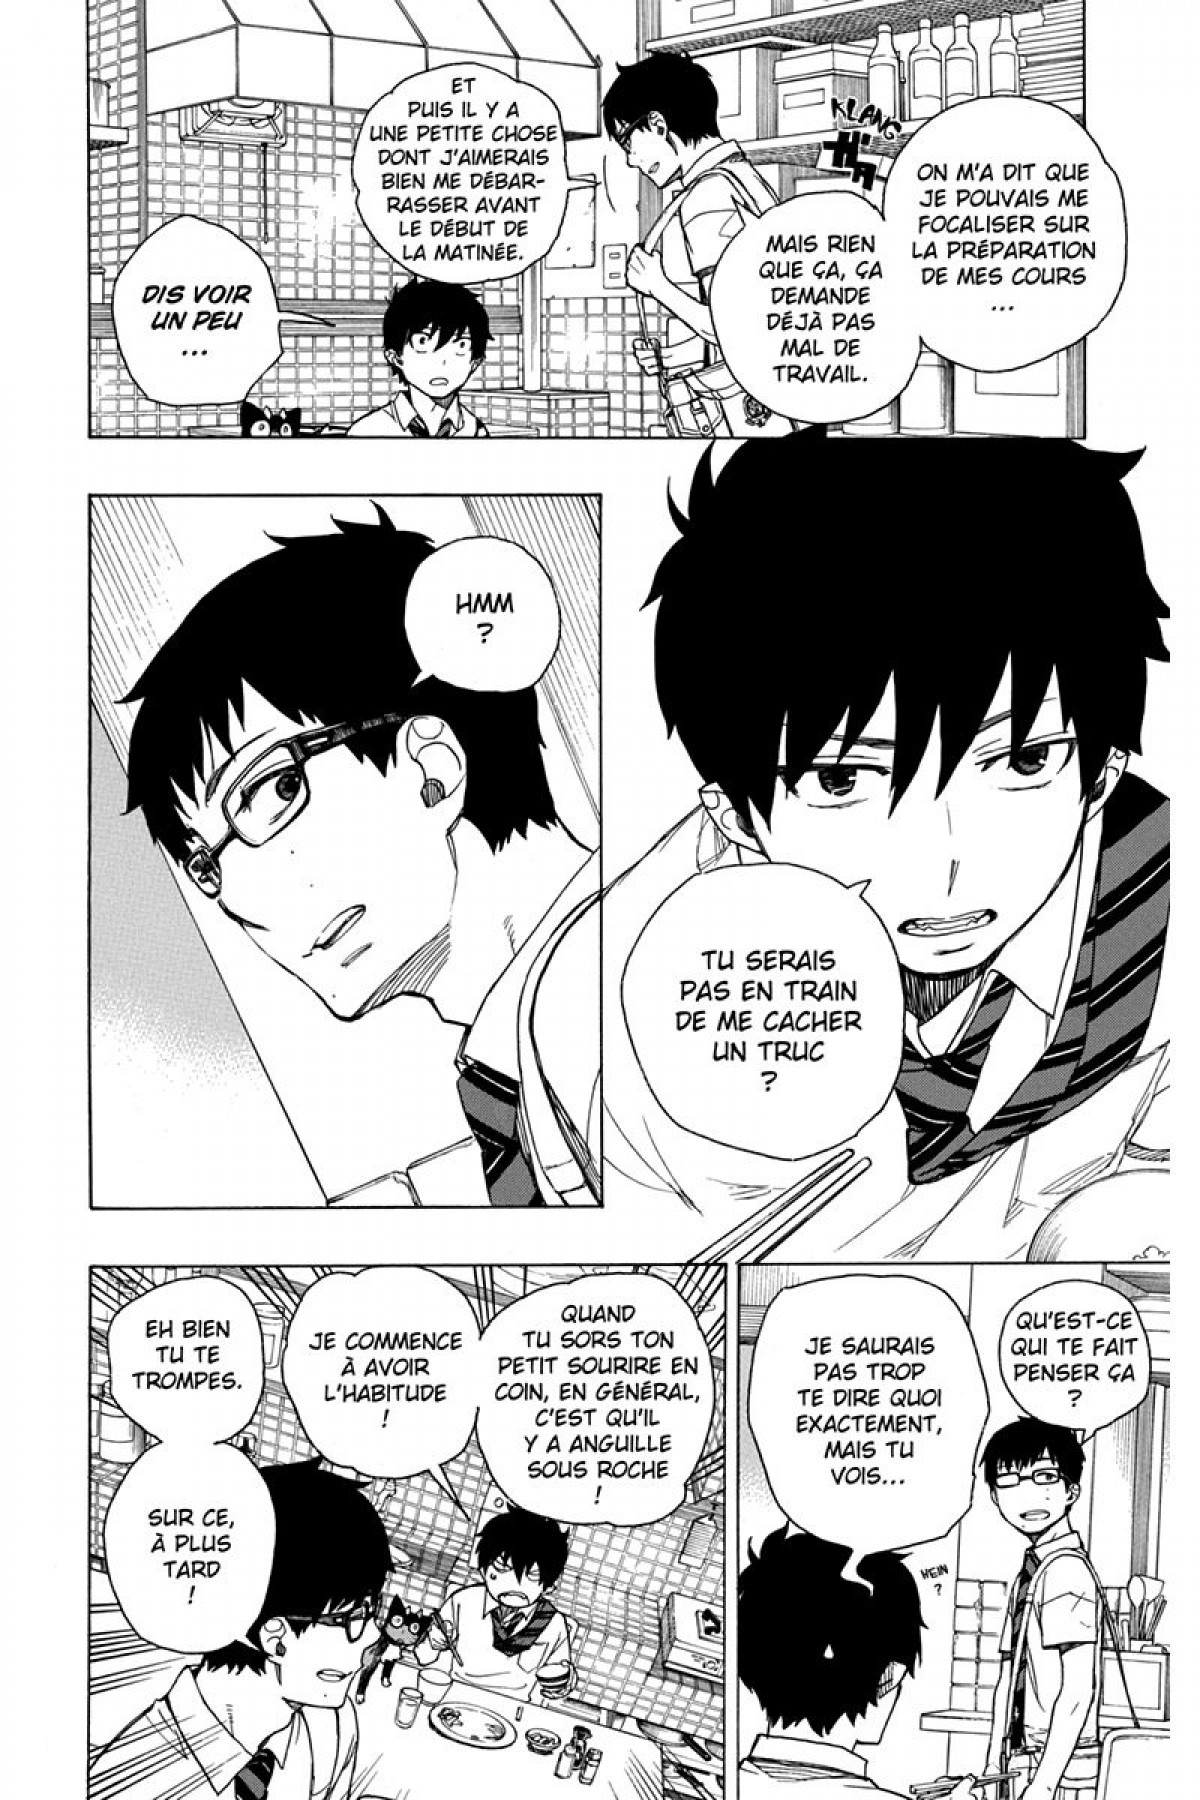 ON M'A DIT QUE
JE POUVAIS ME
FOCALISER SUR
LA PRÉPARATION
DE MES COURS
...
MAIS RIEN
QUE ÇA, ÇA
DEMANDE
DÉJÀ PAS
MAL DE
TRAVAIL.
KLANG
ET
PUIS IL Y A
UNE PETITE CHOSE
DONT J'AIMERAIS
BIEN ME DÉBAR-
RASSER AVANT
LE DÉBUT DE
LA MATINÉE.
DIS VOIR
UN PEU
...
TU SERAIS
PAS EN TRAIN
DE ME CACHER
UN TRUC
?
HMM
?
QU'EST-CE
QUI TE FAIT
PENSER ÇA
?
JE SAURAIS
PAS TROP
TE DIRE QUOI
EXACTEMENT,
MAIS TU
VOIS...
HEIN
?
QUAND
TU SORS TON
PETIT SOURIRE EN
COIN, EN GÉNÉRAL,
C'EST QU'IL
Y A ANGUILLE
SOUS ROCHE
!
JE COMMENCE
À AVOIR
L'HABITUDE
!
EH BIEN
TU TE
TROMPES.
SUR CE,
À PLUS
TARD
!